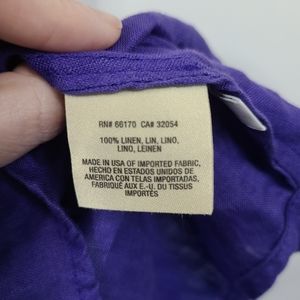 RN# 66170 CA# 32054
100% LINEN, LIN, LINO,
LINO, LEINEN
MADE IN USA OF IMPORTED FABRIC,
HECHO EN ESTADOS UNIDOS DE
AMERICA CON TELAS IMPORTADAS,
FABRIQUÉ AUX E.-U. DU TISSUS
IMPORTÉS